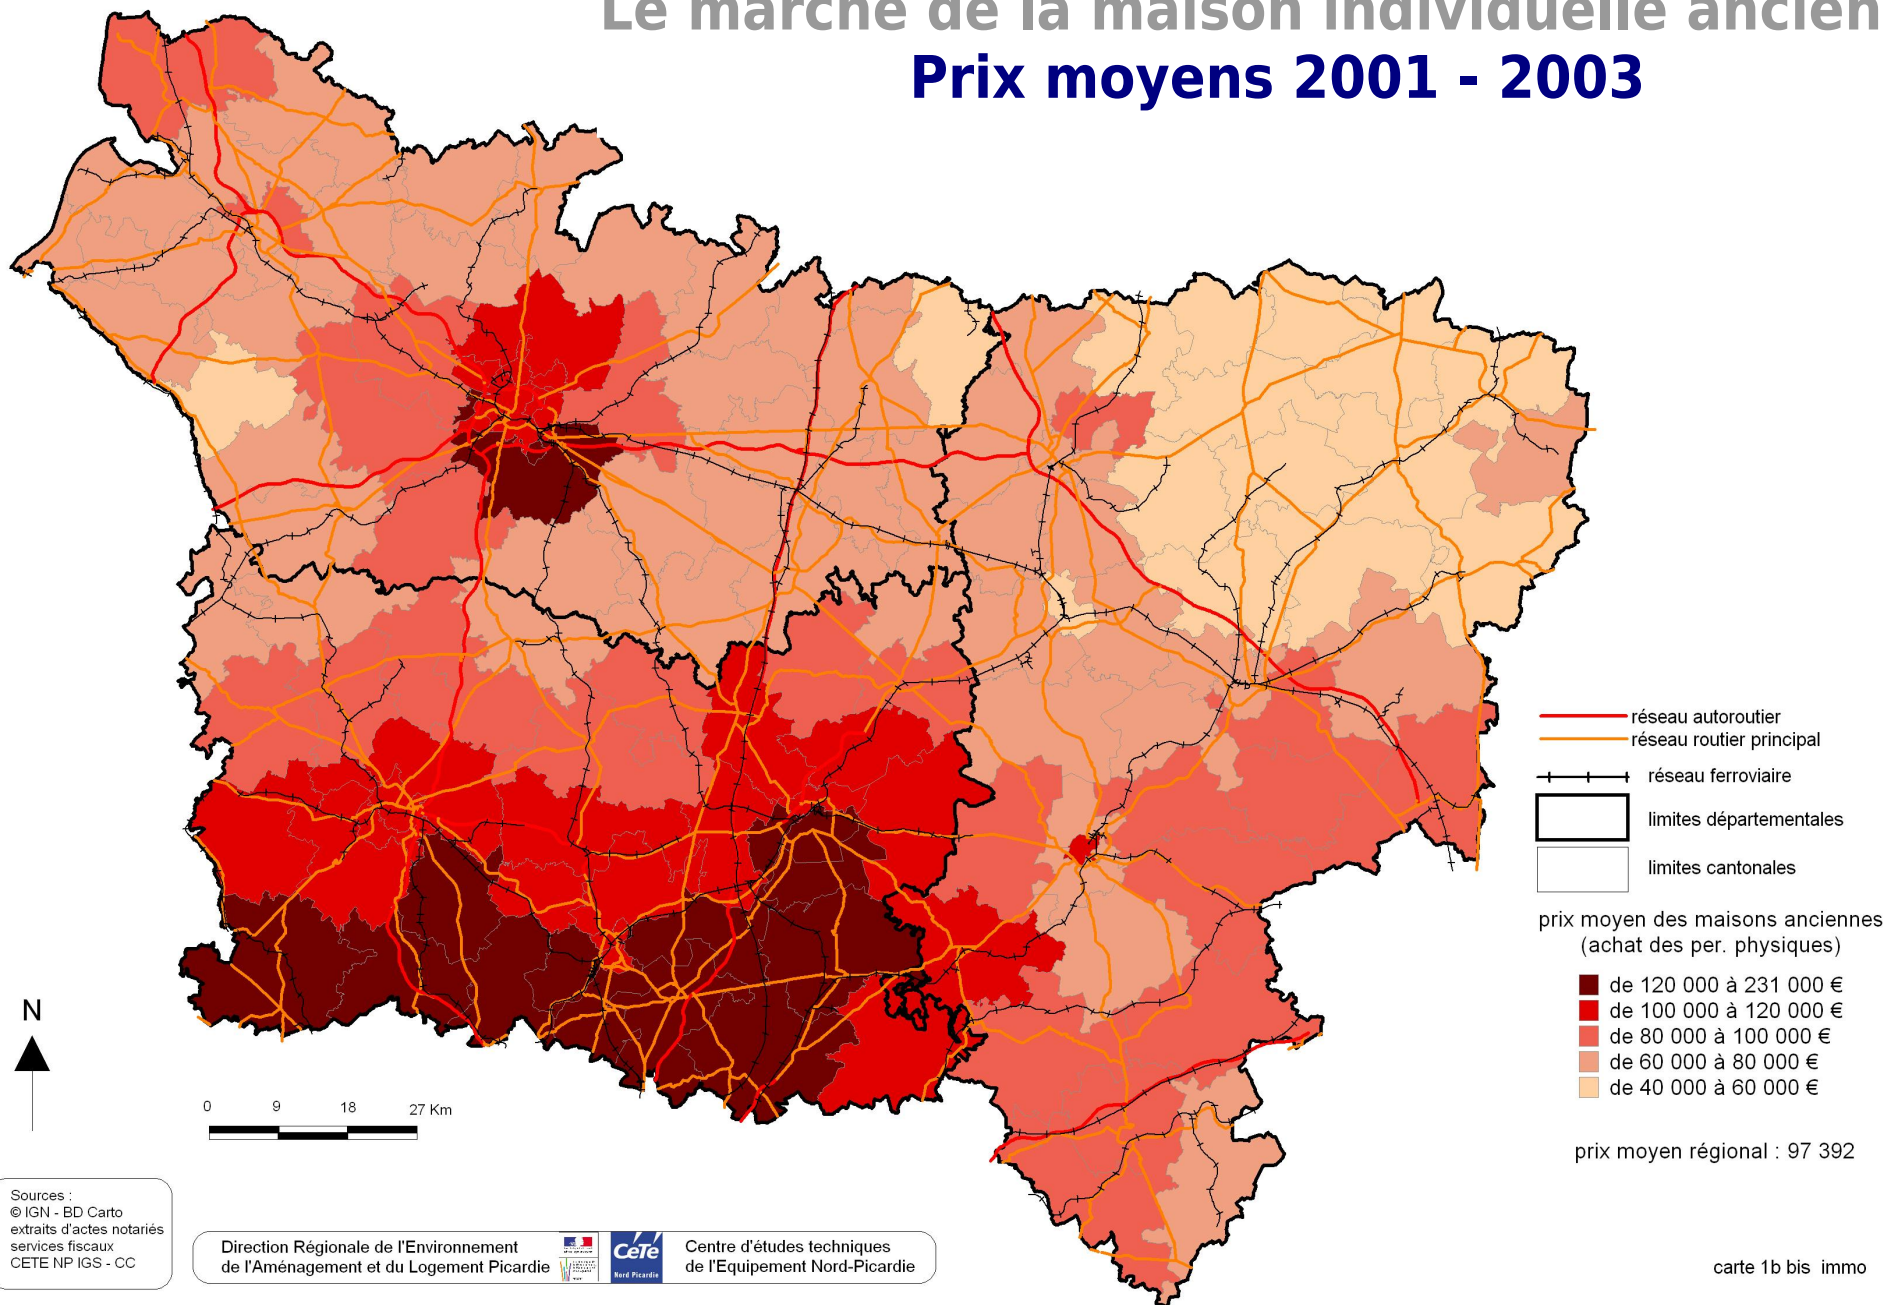 Le marché de la maison individuelle ancien
Prix moyens 2001 - 2003
réseau autoroutier
réseau routier principal
réseau ferroviaire
limites départementales
limites cantonales
prix moyen des maisons anciennes
(achat des per. physiques)
de 120 000 à 231 000 €
de 100 000 à 120 000 €
de 80 000 à 100 000 €
de 60 000 à 80 000 €
de 40 000 à 60 000 €
prix moyen régional : 97 392
N
0 9 18 27 Km
Sources :
© IGN - BD Carto
extraits d'actes notariés
services fiscaux
CETE NP IGS - CC
Direction Régionale de l'Environnement
de l'Aménagement et du Logement Picardie
CeTe
Nord Picardie
Centre d'études techniques
de l'Equipement Nord-Picardie
carte 1b bis immo